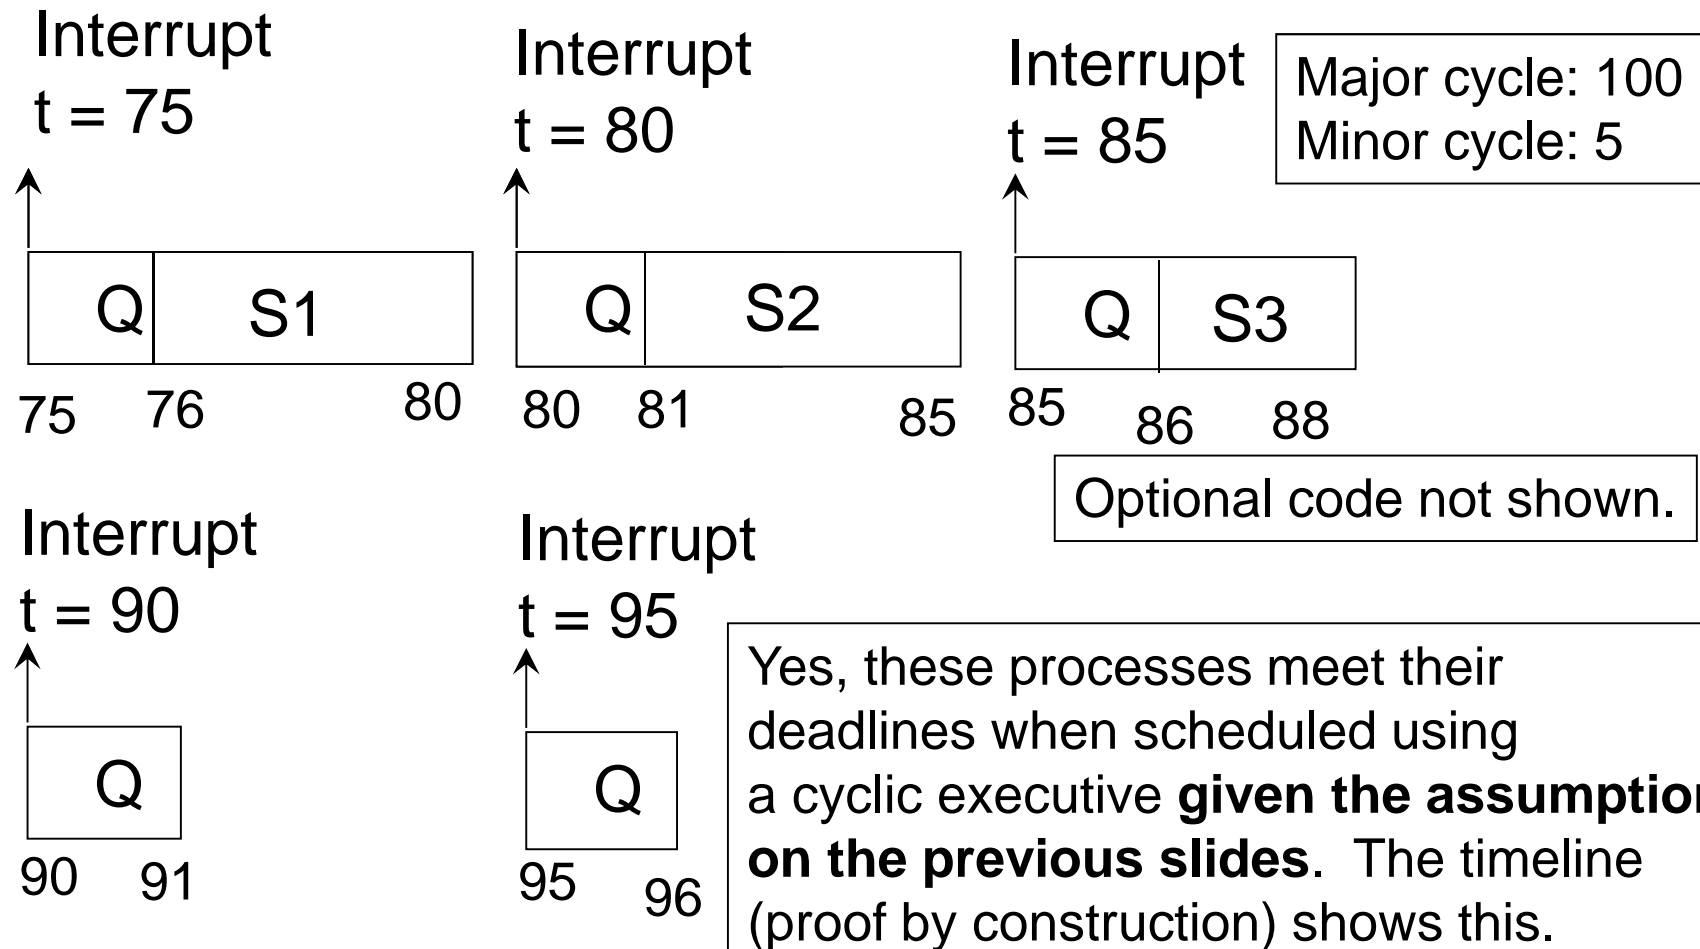 Interrupt
t = 75
Interrupt
t = 80
Interrupt
t = 85
Major cycle: 100
Minor cycle: 5
Q S1
75 76 80
Q S2
80 81 85
Q S3
85 86 88
Optional code not shown.
Interrupt
t = 90
Interrupt
t = 95
Q
90 91
Q
95 96
Yes, these processes meet their
deadlines when scheduled using
a cyclic executive given the assumption
on the previous slides. The timeline
(proof by construction) shows this.